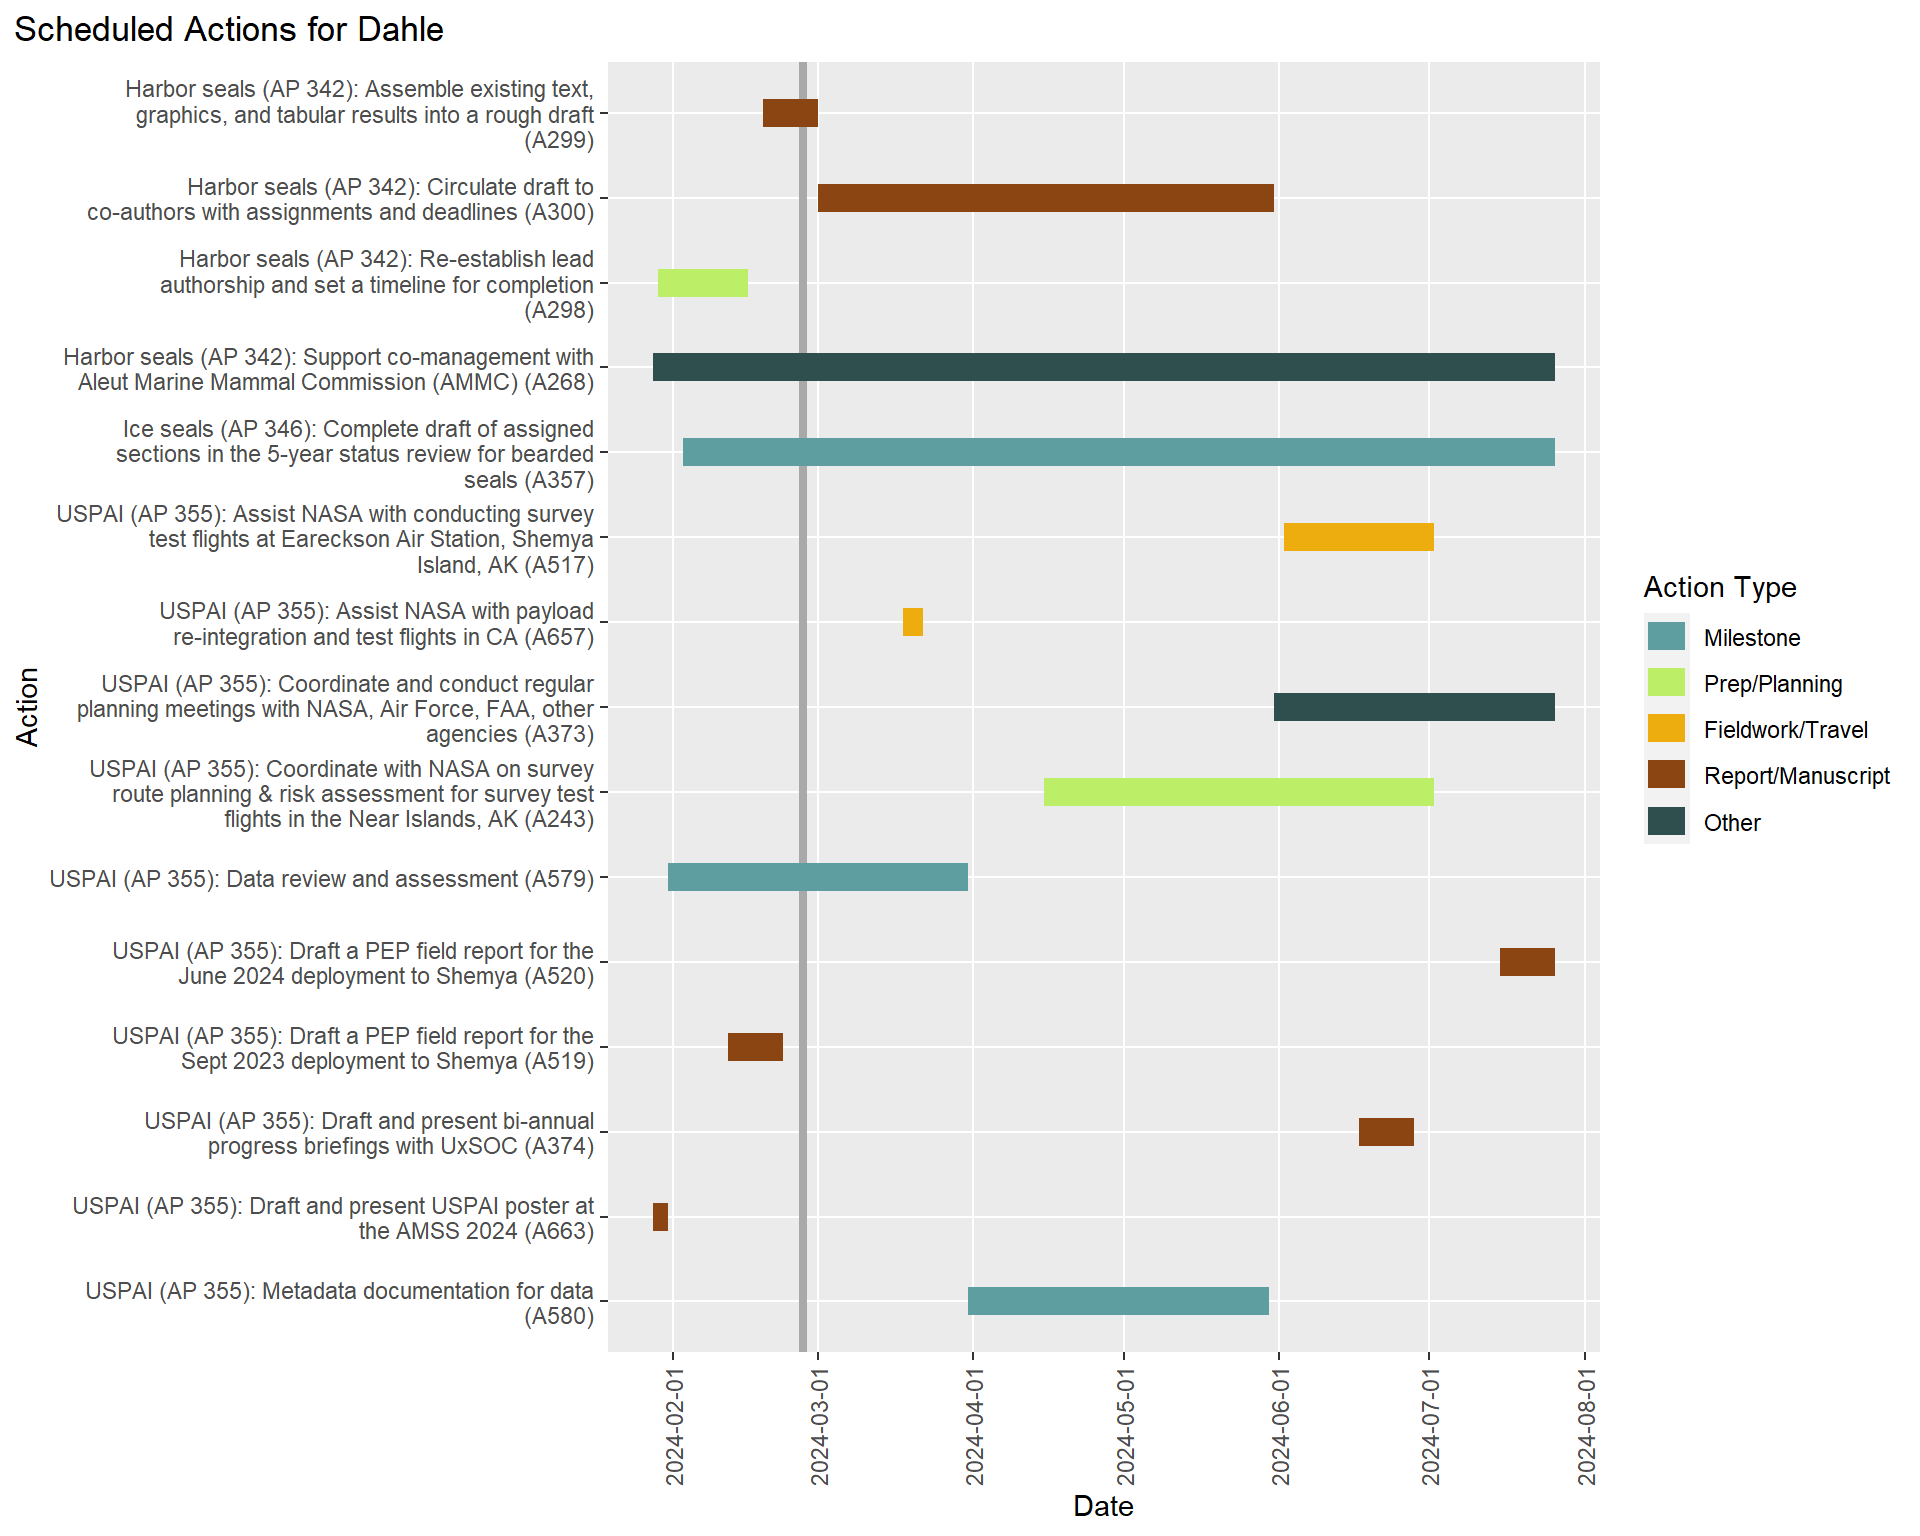 Scheduled Actions for Dahle
Harbor seals (AP 342): Assemble existing text,
graphics, and tabular results into a rough draft
(A299)
Harbor seals (AP 342): Circulate draft to
co-authors with assignments and deadlines (A300)
Harbor seals (AP 342): Re-establish lead
authorship and set a timeline for completion
(A298)
Harbor seals (AP 342): Support co-management with
Aleut Marine Mammal Commission (AMMC) (A268)
Ice seals (AP 346): Complete draft of assigned
sections in the 5-year status review for bearded
seals (A357)
USPAI (AP 355): Assist NASA with conducting survey
test flights at Eareckson Air Station, Shemya
Island, AK (A517)
USPAI (AP 355): Assist NASA with payload
re-integration and test flights in CA (A657)
USPAI (AP 355): Coordinate and conduct regular
planning meetings with NASA, Air Force, FAA, other
agencies (A373)
USPAI (AP 355): Coordinate with NASA on survey
route planning & risk assessment for survey test
flights in the Near Islands, AK (A243)
USPAI (AP 355): Data review and assessment (A579)
USPAI (AP 355): Draft a PEP field report for the
June 2024 deployment to Shemya (A520)
USPAI (AP 355): Draft a PEP field report for the
Sept 2023 deployment to Shemya (A519)
USPAI (AP 355): Draft and present bi-annual
progress briefings with UxSOC (A374)
USPAI (AP 355): Draft and present USPAI poster at
the AMSS 2024 (A663)
USPAI (AP 355): Metadata documentation for data
(A580)
Action
2024-02-01
2024-03-01
2024-04-01
2024-05-01
2024-06-01
2024-07-01
2024-08-01
Date
Action Type
Milestone
Prep/Planning
Fieldwork/Travel
Report/Manuscript
Other